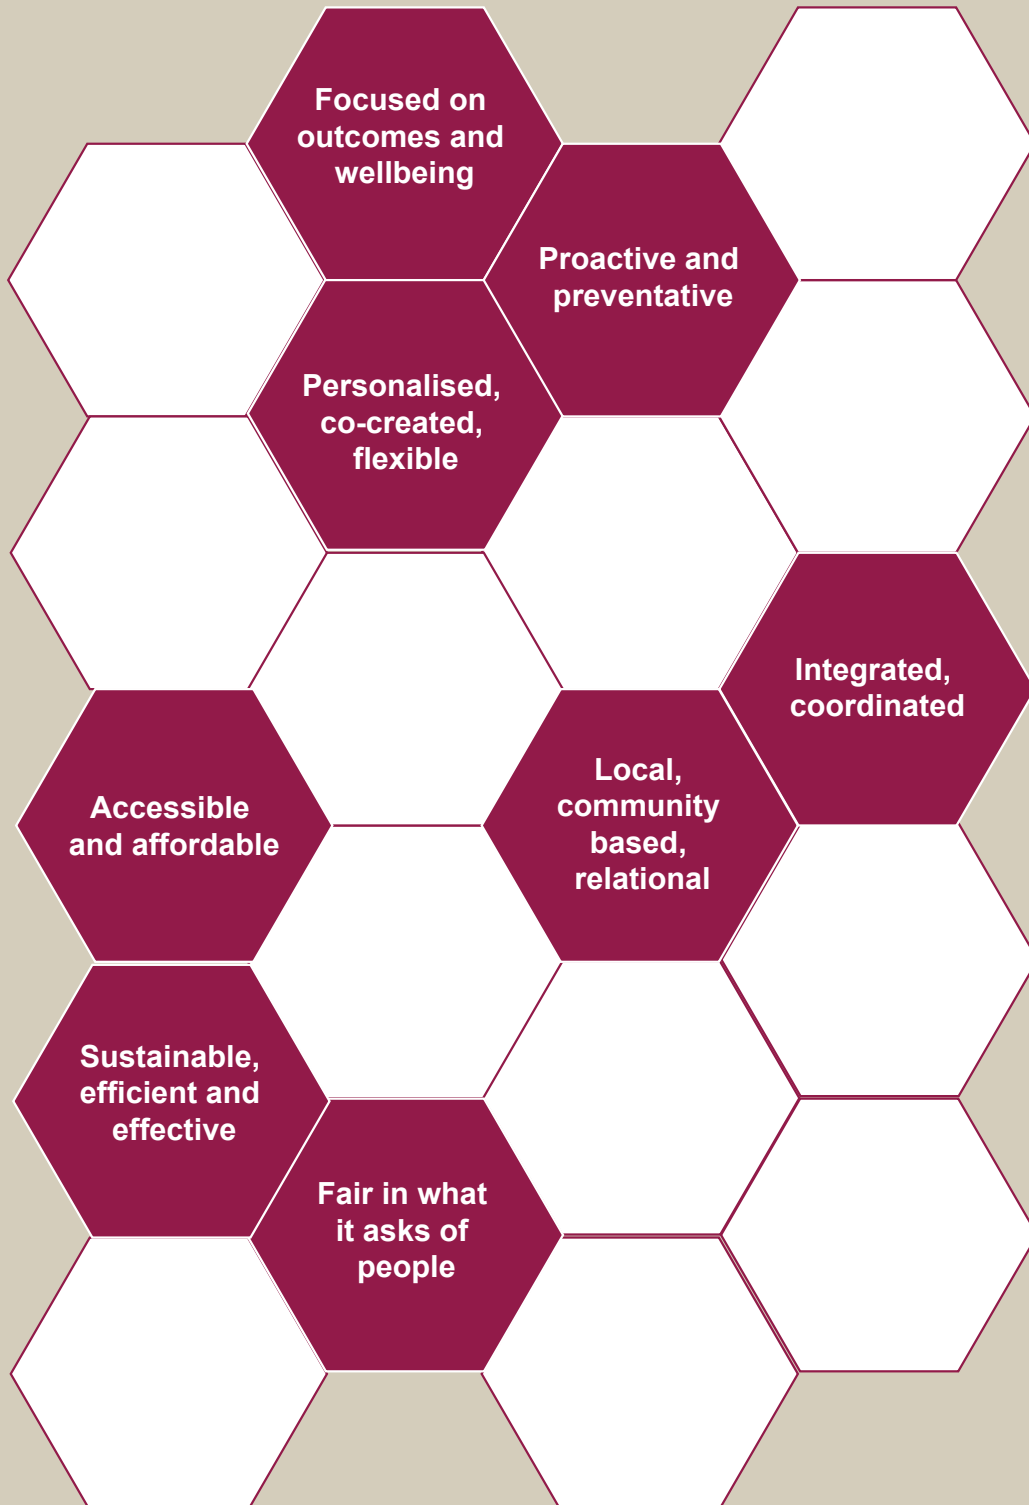 Focused on
outcomes and
wellbeing
Proactive and
preventative
Personalised,
co-created,
flexible
Integrated,
coordinated
Local,
community
based,
relational
Accessible
and affordable
Sustainable,
efficient and
effective
Fair in what
it asks of
people